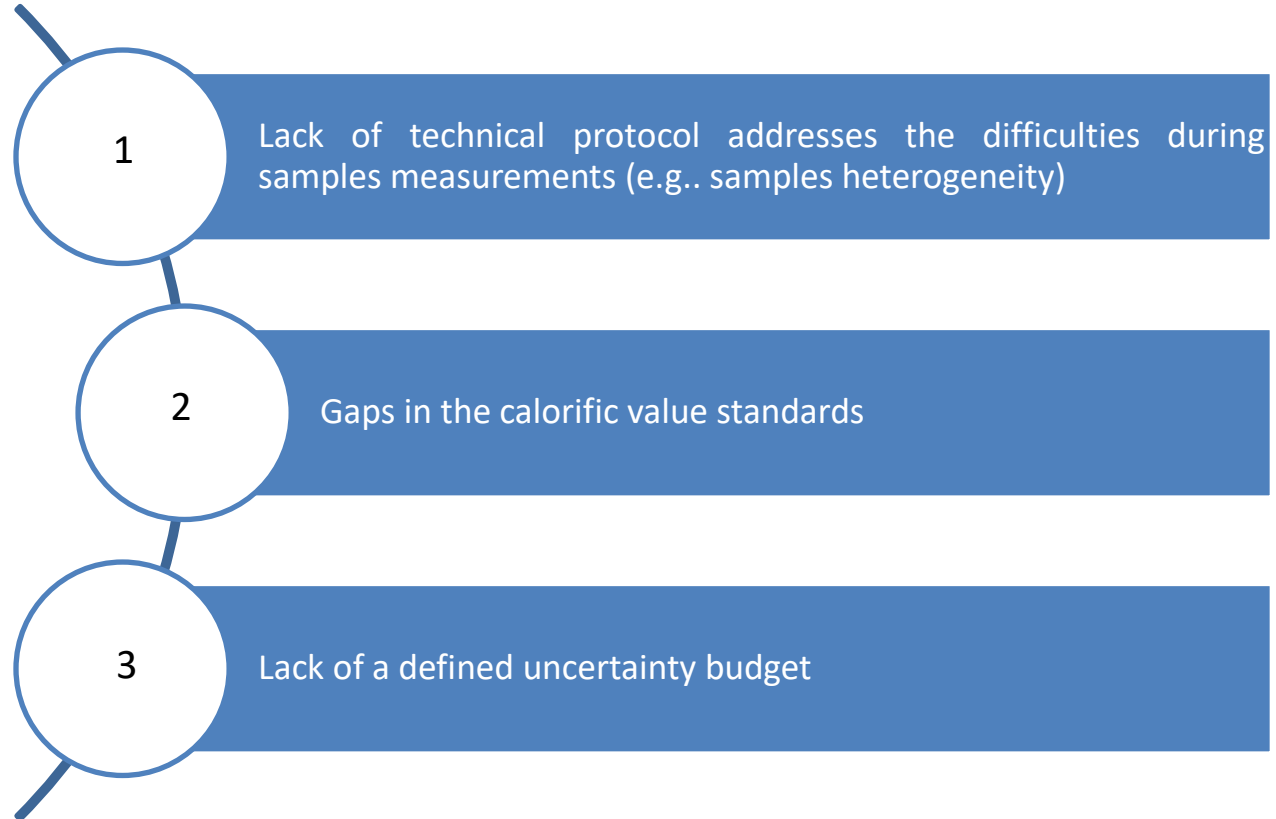 1
Lack of technical protocol addresses the difficulties during
samples measurements (e.g.. samples heterogeneity)
2
Gaps in the calorific value standards
3
Lack of a defined uncertainty budget